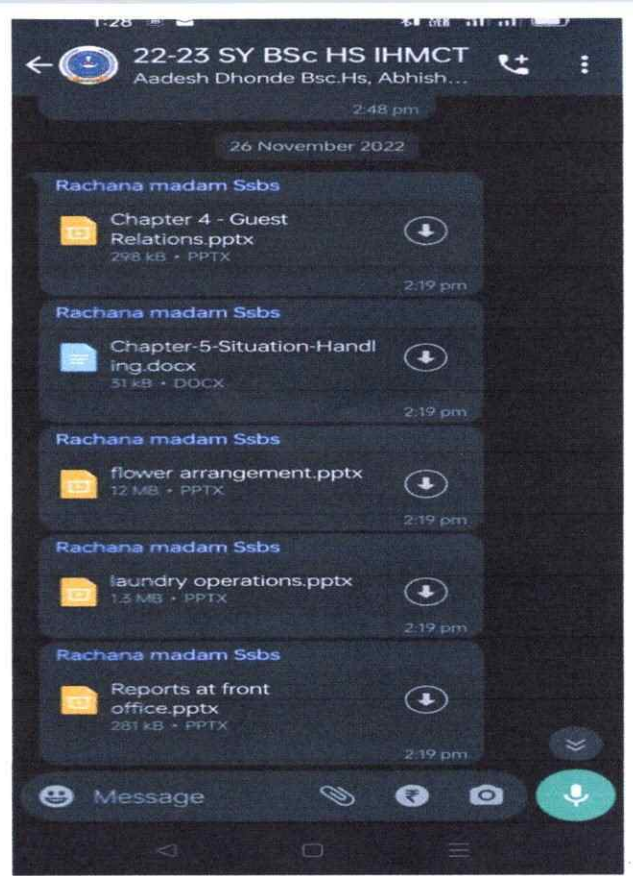 1:28
22-23 SY BSc HS IHMCT
Aadesh Dhonde Bsc.Hs, Abhish...
2:48 pm
26 November 2022
Rachana madam Ssbs
Chapter 4 - Guest
Relations.pptx
298 kB • PPTX
2:19 pm
Rachana madam Ssbs
Chapter-5-Situation-Handl
ing.docx
31 kB • DOCX
2:19 pm
Rachana madam Ssbs
flower arrangement.pptx
12 MB • PPTX
2:19 pm
Rachana madam Ssbs
laundry operations.pptx
1.3 MB • PPTX
2:19 pm
Rachana madam Ssbs
Reports at front
office.pptx
281 kB • PPTX
2:19 pm
Message